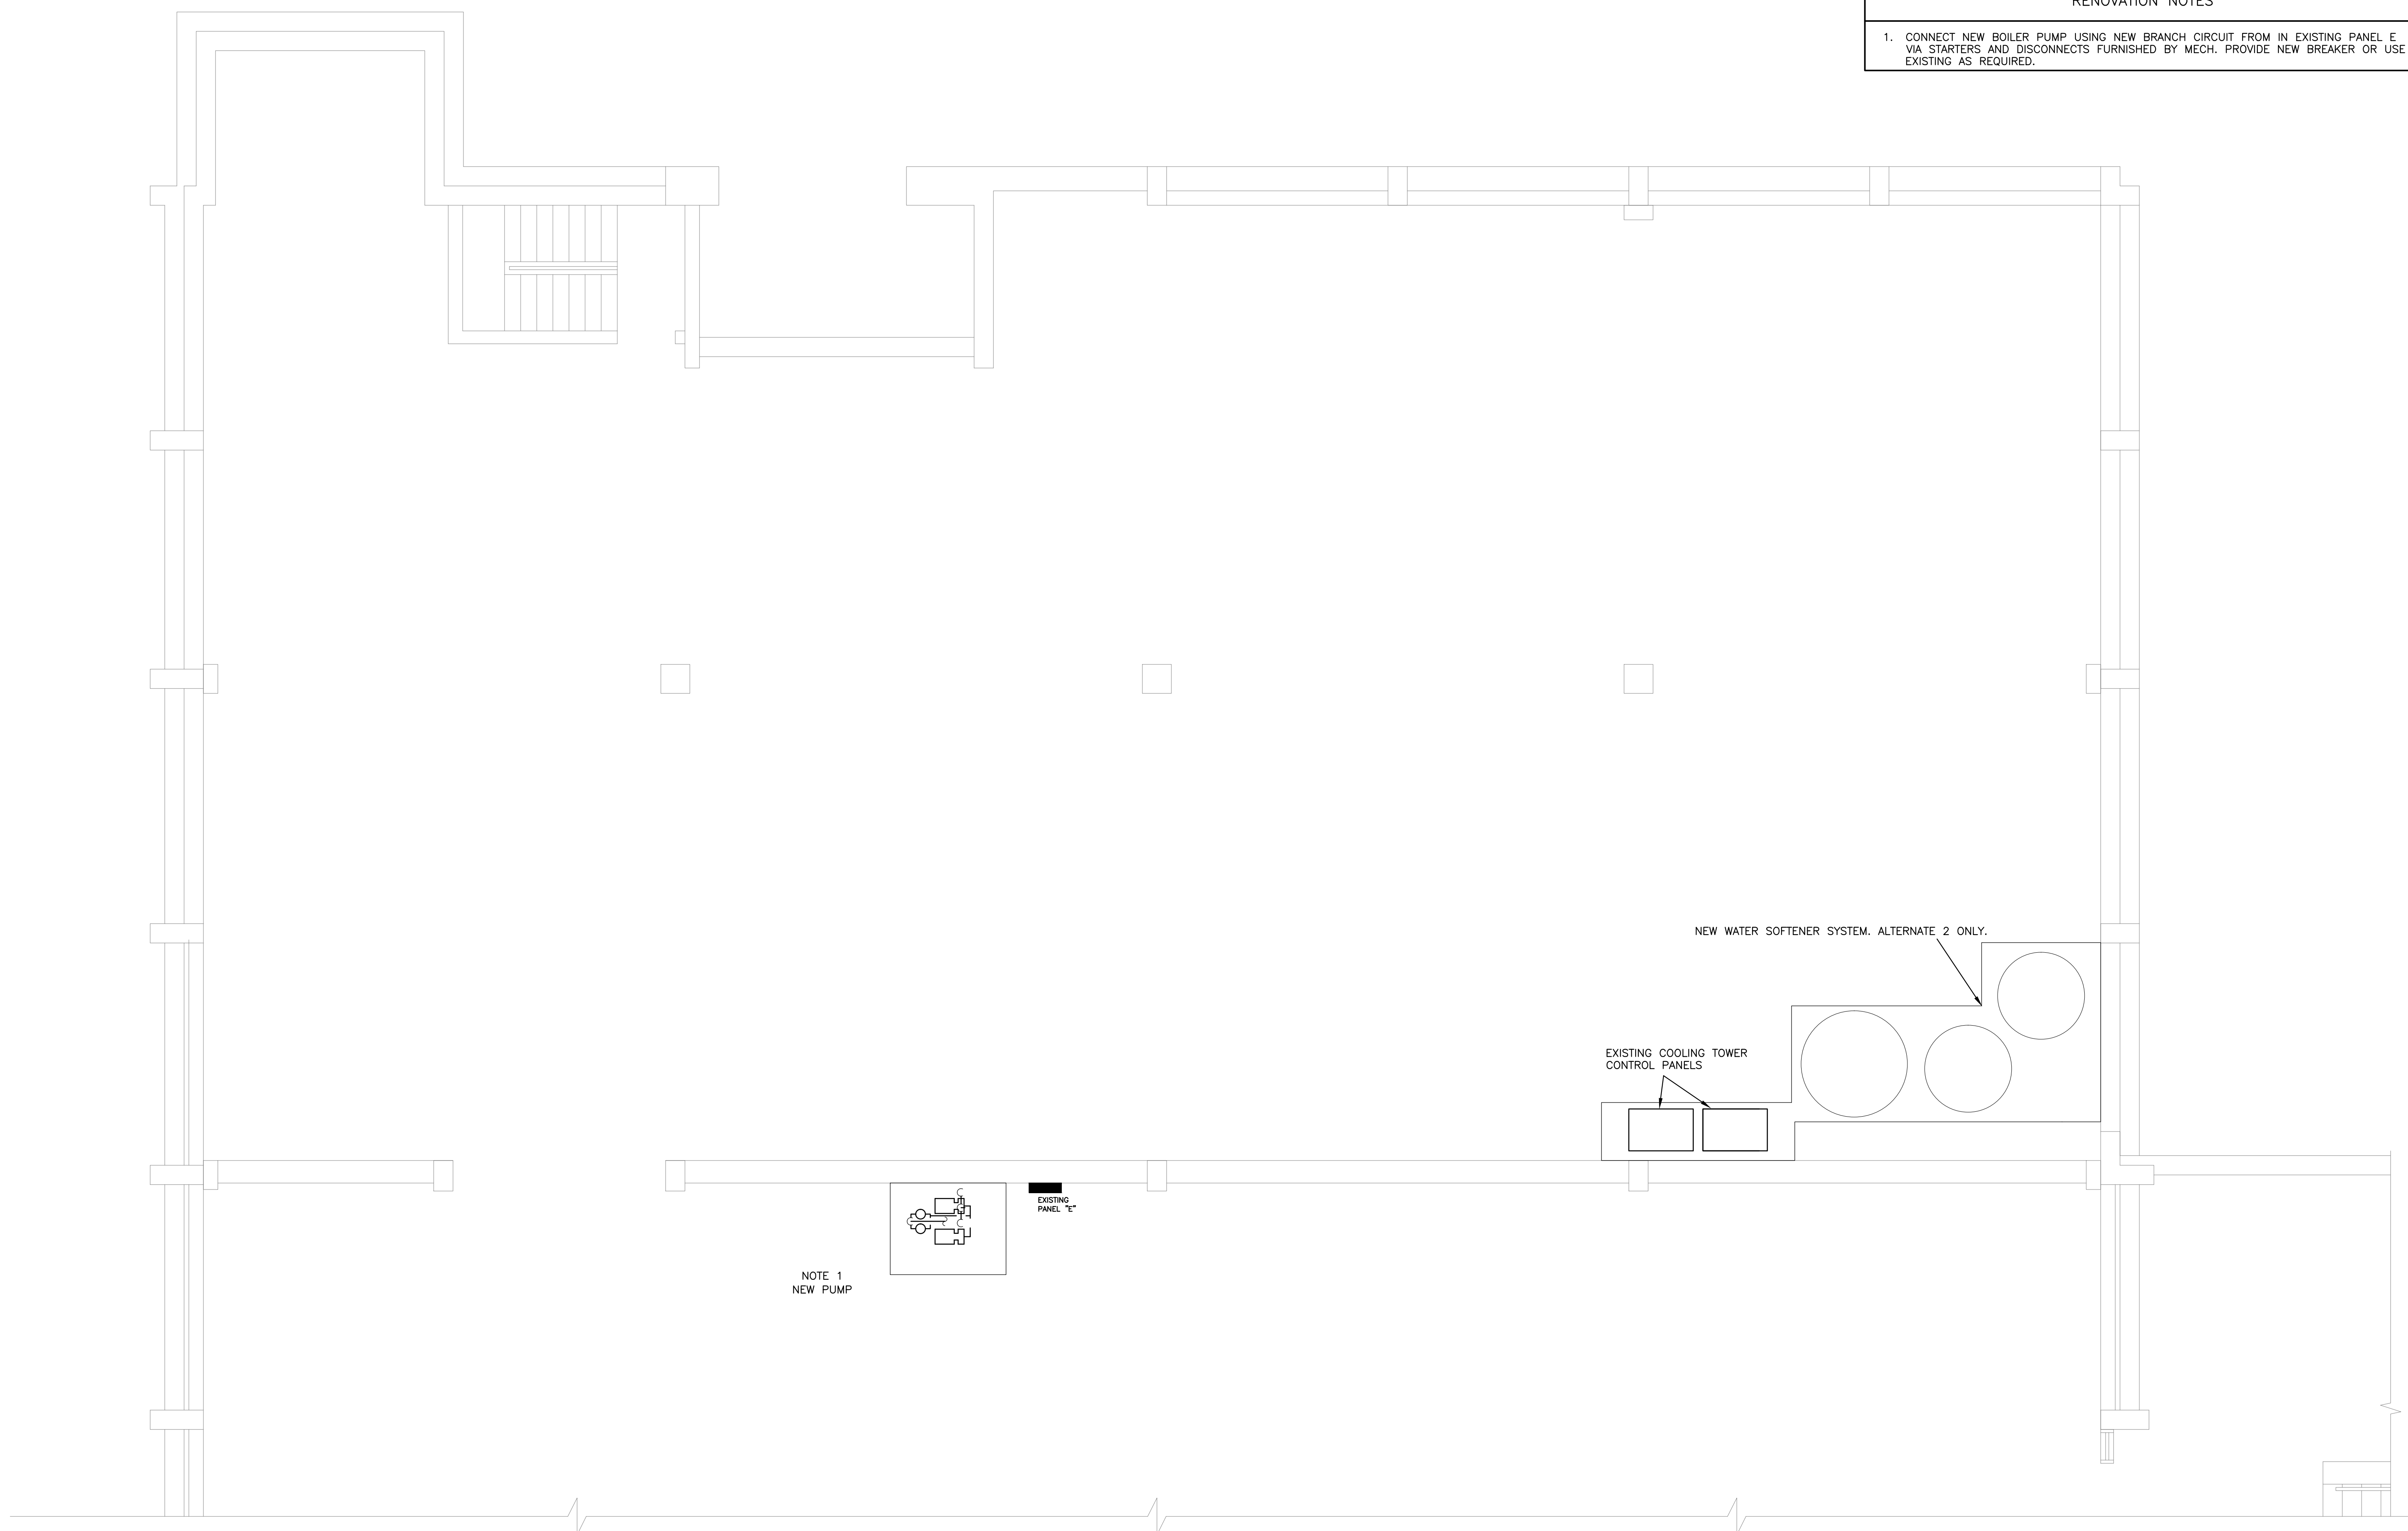 RENOVATION NOTES
1. CONNECT NEW BOILER PUMP USING NEW BRANCH CIRCUIT FROM IN EXISTING PANEL E
VIA STARTERS AND DISCONNECTS FURNISHED BY MECH. PROVIDE NEW BREAKER OR USE
EXISTING AS REQUIRED.
NEW WATER SOFTENER SYSTEM. ALTERNATE 2 ONLY.
EXISTING COOLING TOWER
CONTROL PANELS
EXISTING
PANEL "E"
NOTE 1
NEW PUMP